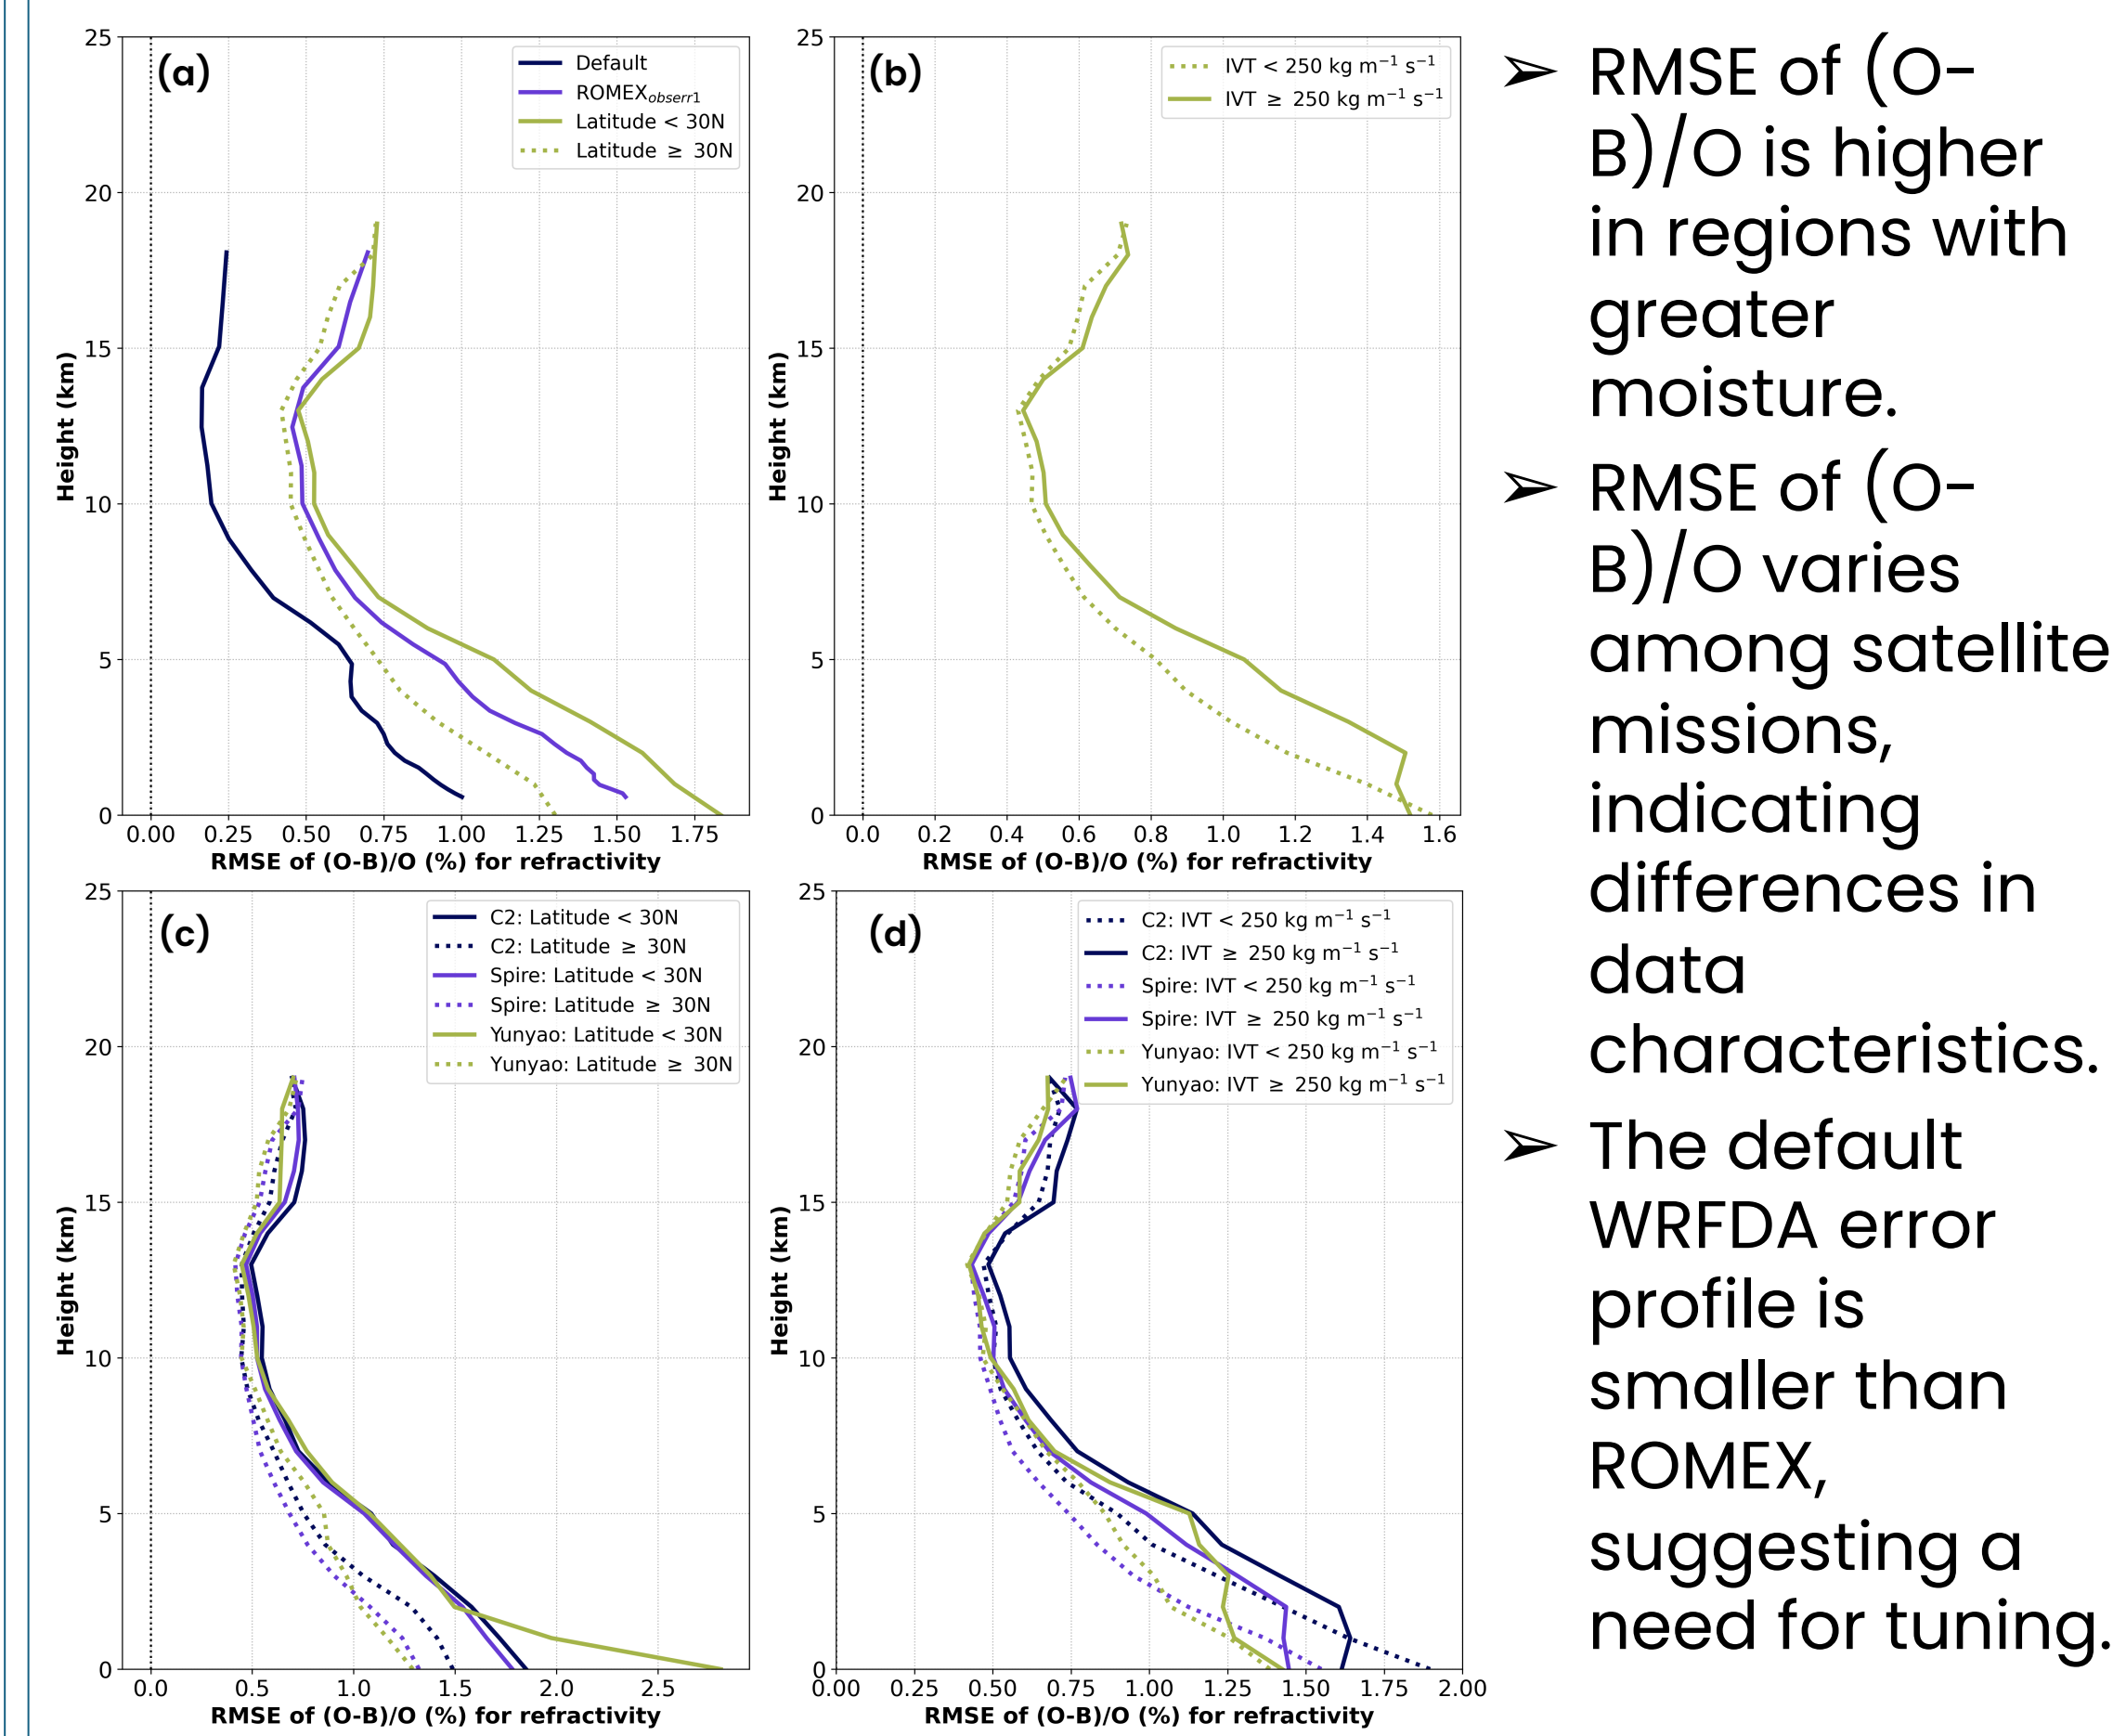 (a)
Default
ROMEX_obserr1
Latitude < 30N
Latitude ≥ 30N
25
20
15
10
5
0
Height (km)
0.00 0.25 0.50 0.75 1.00 1.25 1.50 1.75
RMSE of (O-B)/O (%) for refractivity
(b)
IVT < 250 kg m⁻¹ s⁻¹
IVT ≥ 250 kg m⁻¹ s⁻¹
25
20
15
10
5
0
Height (km)
0.0 0.2 0.4 0.6 0.8 1.0 1.2 1.4 1.6
RMSE of (O-B)/O (%) for refractivity
(c)
C2: Latitude < 30N
C2: Latitude ≥ 30N
Spire: Latitude < 30N
Spire: Latitude ≥ 30N
Yunyao: Latitude < 30N
Yunyao: Latitude ≥ 30N
25
20
15
10
5
0
Height (km)
0.0 0.5 1.0 1.5 2.0 2.5
RMSE of (O-B)/O (%) for refractivity
(d)
C2: IVT < 250 kg m⁻¹ s⁻¹
C2: IVT ≥ 250 kg m⁻¹ s⁻¹
Spire: IVT < 250 kg m⁻¹ s⁻¹
Spire: IVT ≥ 250 kg m⁻¹ s⁻¹
Yunyao: IVT < 250 kg m⁻¹ s⁻¹
Yunyao: IVT ≥ 250 kg m⁻¹ s⁻¹
25
20
15
10
5
0
Height (km)
0.00 0.25 0.50 0.75 1.00 1.25 1.50 1.75 2.00
RMSE of (O-B)/O (%) for refractivity
➢ RMSE of (O-
B)/O is higher
in regions with
greater
moisture.
➢ RMSE of (O-
B)/O varies
among satellite
missions,
indicating
differences in
data
characteristics.
➢ The default
WRFDA error
profile is
smaller than
ROMEX,
suggesting a
need for tuning.